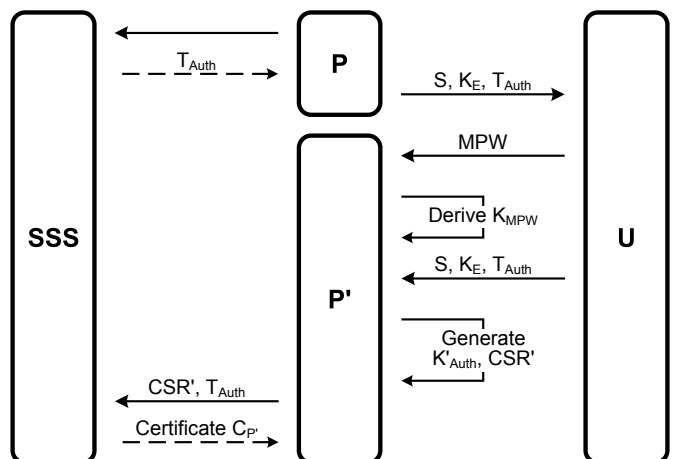 P
T_Auth
S, K_E, T_Auth
MPW
Derive K_MPW
SSS
U
S, K_E, T_Auth
P'
Generate
K'_Auth, CSR'
CSR', T_Auth
Certificate C_P'